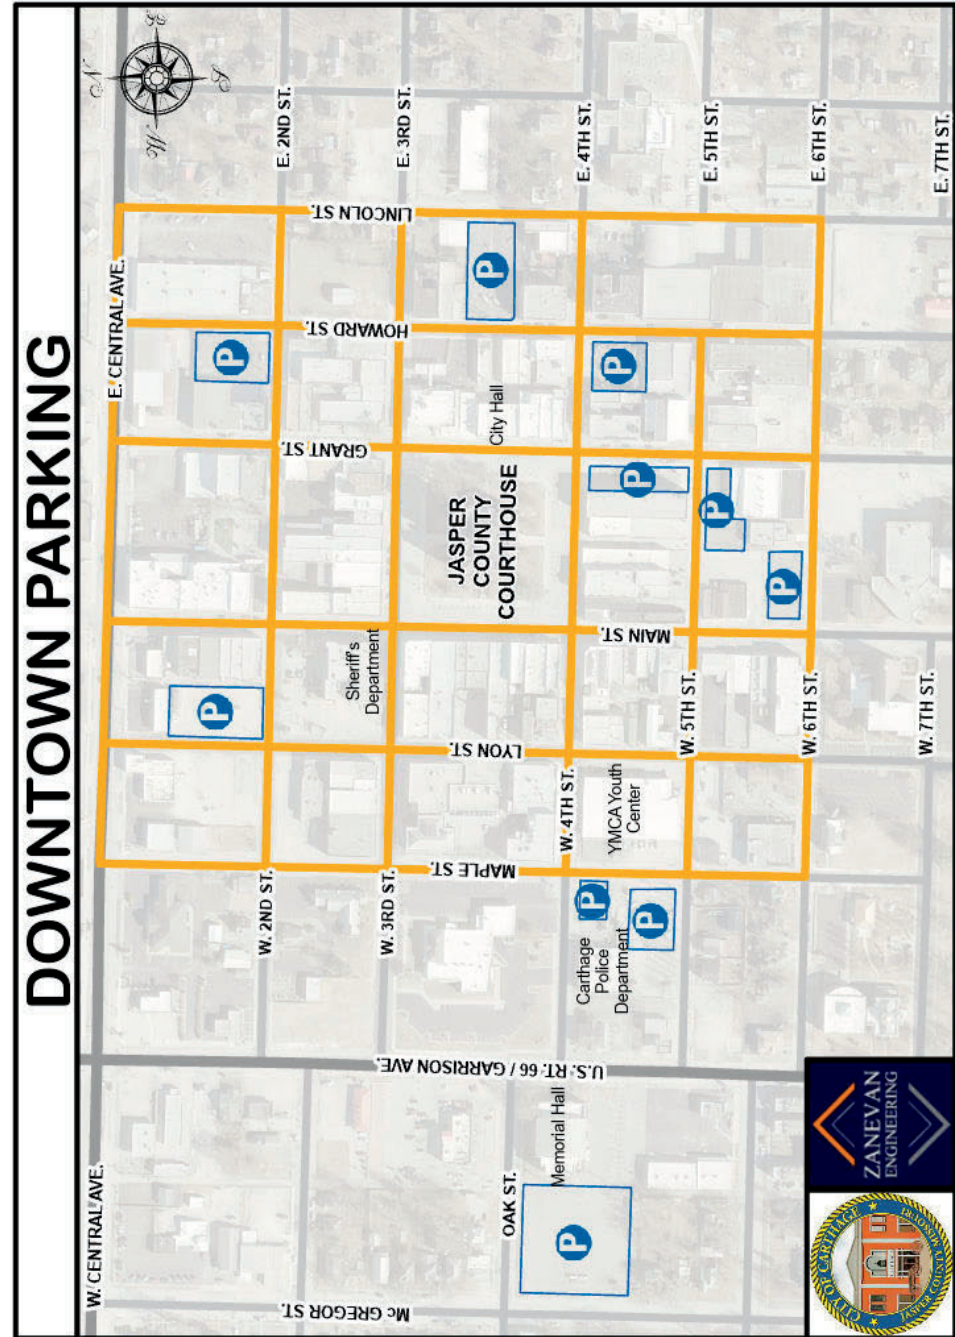 DOWNTOWN PARKING
N
E
S
W
W. CENTRAL AVE.
E. CENTRAL AVE.
W. 2ND ST.
E. 2ND ST.
W. 3RD ST.
E. 3RD ST.
OAK ST.
W. 4TH ST.
E. 4TH ST.
W. 5TH ST.
E. 5TH ST.
W. 6TH ST.
E. 6TH ST.
W. 7TH ST.
E. 7TH ST.
Mc GREGOR ST.
U.S. RT. 66 / GARRISON AVE.
MAPLE ST.
LYON ST.
MAIN ST.
GRANT ST.
HOWARD ST.
LINCOLN ST.
Sheriff's
Department
JASPER
COUNTY
COURTHOUSE
City Hall
YMCA Youth
Center
Carthage
Police
Department
Memorial Hall
P
P
P
P
P
P
P
P
P
P
P
CITY OF CARTHAGE
JASPER COUNTY, MISSOURI
ZANEVAN
ENGINEERING